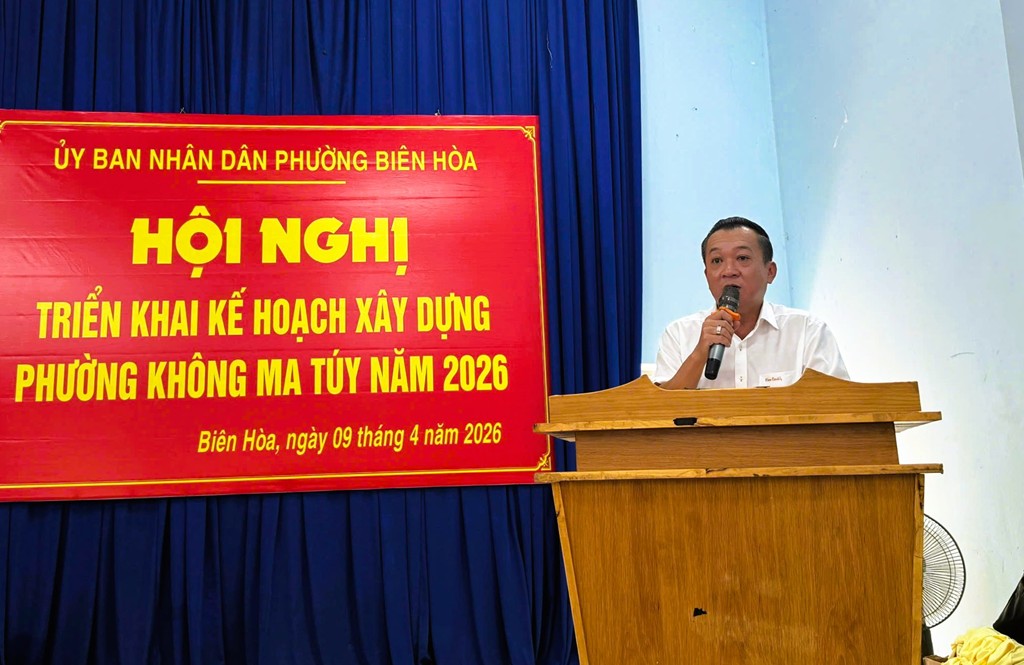 ỦY BAN NHÂN DÂN PHƯỜNG BIÊN HÒA
HỘI NGHỊ
TRIỂN KHAI KẾ HOẠCH XÂY DỰNG
PHƯỜNG KHÔNG MA TÚY NĂM 2026
Biên Hòa, ngày 09 tháng 4 năm 2026